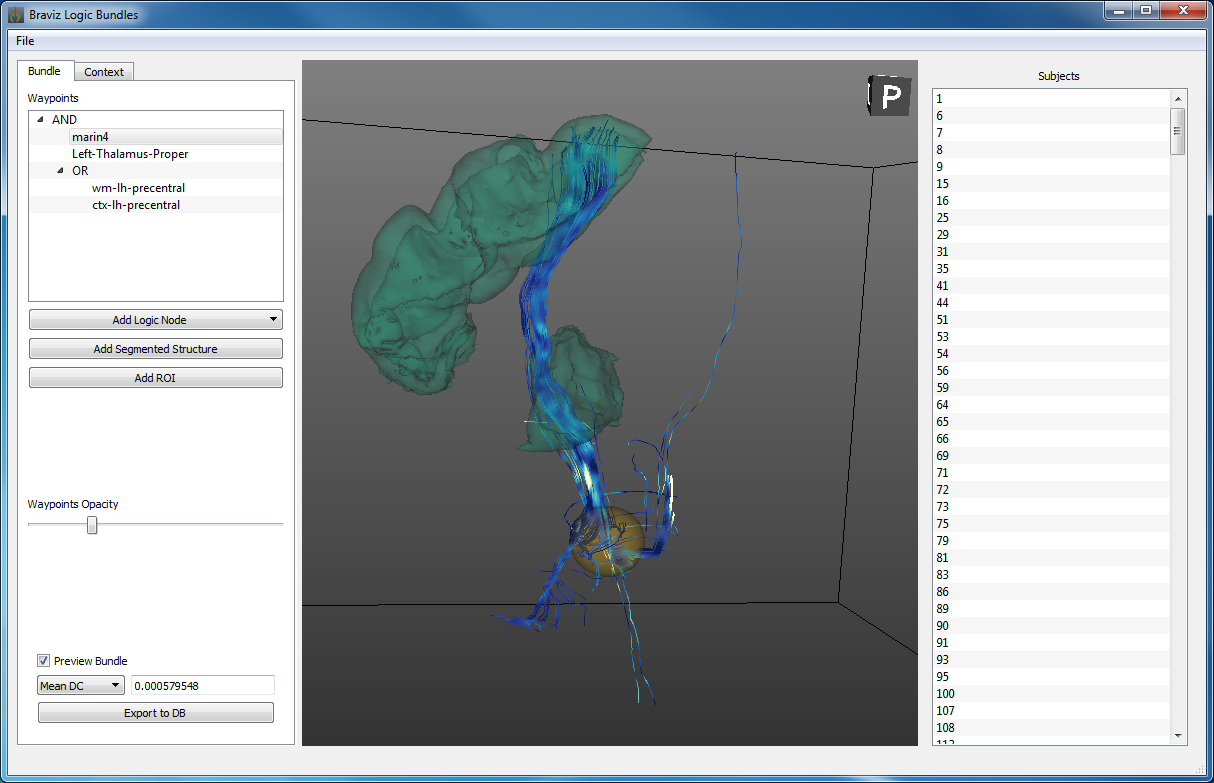 Braviz Logic Bundles
File
Bundle
Context
Waypoints
AND
marin4
Left-Thalamus-Proper
OR
wm-lh-precentral
ctx-lh-precentral
Add Logic Node
Add Segmented Structure
Add ROI
Waypoints Opacity
Preview Bundle
Mean DC
0.000579548
Export to DB
P
Subjects
1
6
7
8
9
15
16
25
29
31
35
41
44
51
53
54
56
59
64
65
66
69
71
72
73
75
79
81
83
86
89
90
91
93
95
100
107
108